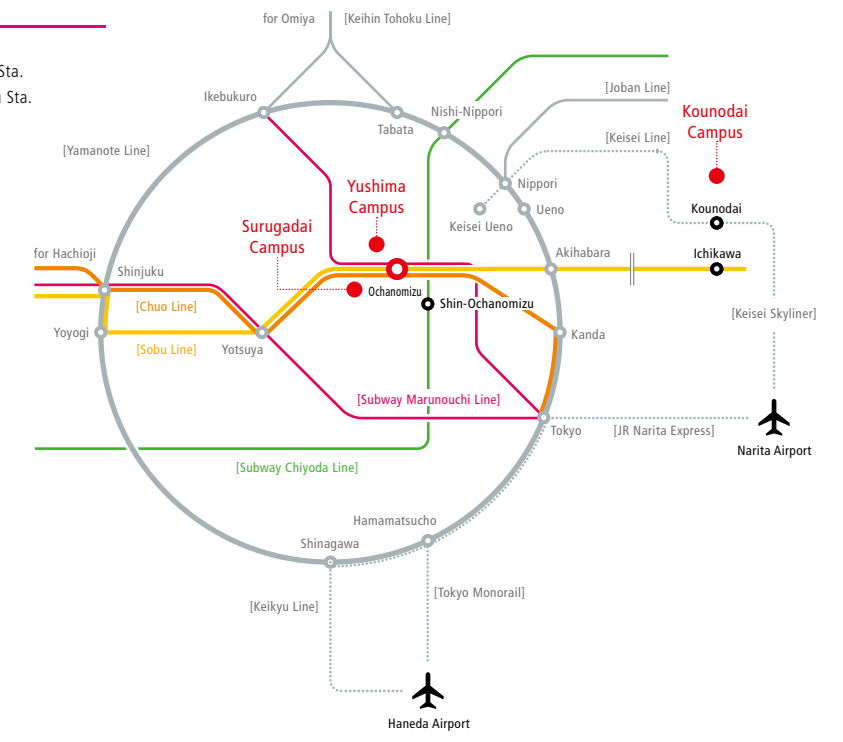 for Omiya
[Keihin Tohoku Line]
Sta.
Sta.
Ikebukuro
Tabata
Nishi-Nippori
[Joban Line]
Kounodai
Campus
[Keisei Line]
[Yamanote Line]
Yushima
Campus
Nippori
Ueno
Keisei Ueno
Kounodai
Surugadai
Campus
for Hachioji
Shinjuku
Akihabara
Ichikawa
Ochanomizu
Shin-Ochanomizu
[Chuo Line]
[Keisei Skyliner]
Yoyogi
[Sobu Line]
Yotsuya
Kanda
[Subway Marunouchi Line]
Tokyo
[JR Narita Express]
Narita Airport
[Subway Chiyoda Line]
Hamamatsucho
Shinagawa
[Keikyu Line]
[Tokyo Monorail]
Haneda Airport